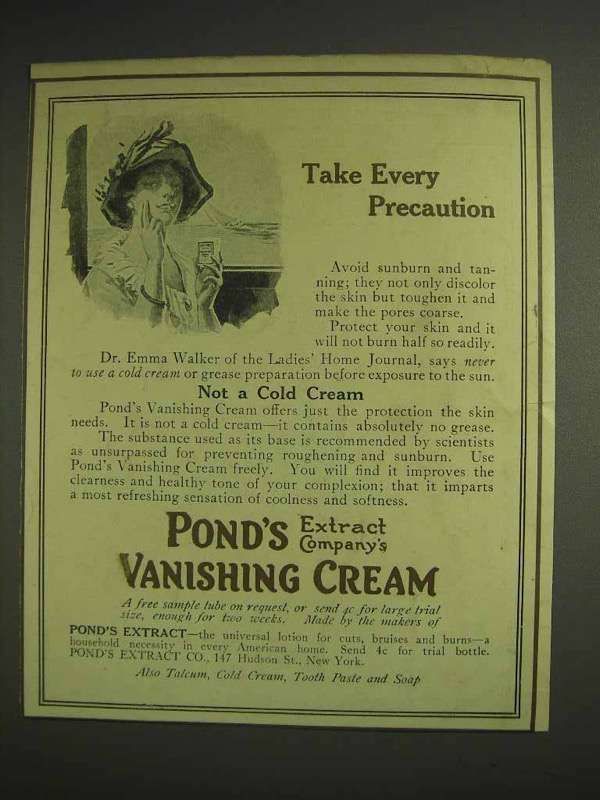 Take Every
Precaution
Avoid sunburn and tan-
ning; they not only discolor
the skin but toughen it and
make the pores coarse.
Protect your skin and it
will not burn half so readily.
Dr. Emma Walker of the Ladies' Home Journal, says never
to use a cold cream or grease preparation before exposure to the sun.
Not a Cold Cream
Pond's Vanishing Cream offers just the protection the skin
needs. It is not a cold cream—it contains absolutely no grease.
The substance used as its base is recommended by scientists
as unsurpassed for preventing roughening and sunburn. Use
Pond's Vanishing Cream freely. You will find it improves the
clearness and healthy tone of your complexion; that it imparts
a most refreshing sensation of coolness and softness.
POND'S Extract
Company's
VANISHING CREAM
A free sample tube on request, or send 4c for large trial
size, enough for two weeks. Made by the makers of
POND'S EXTRACT—the universal lotion for cuts, bruises and burns—a
household necessity in every American home. Send 4c for trial bottle.
POND'S EXTRACT CO., 147 Hudson St., New York.
Also Talcum, Cold Cream, Tooth Paste and Soap